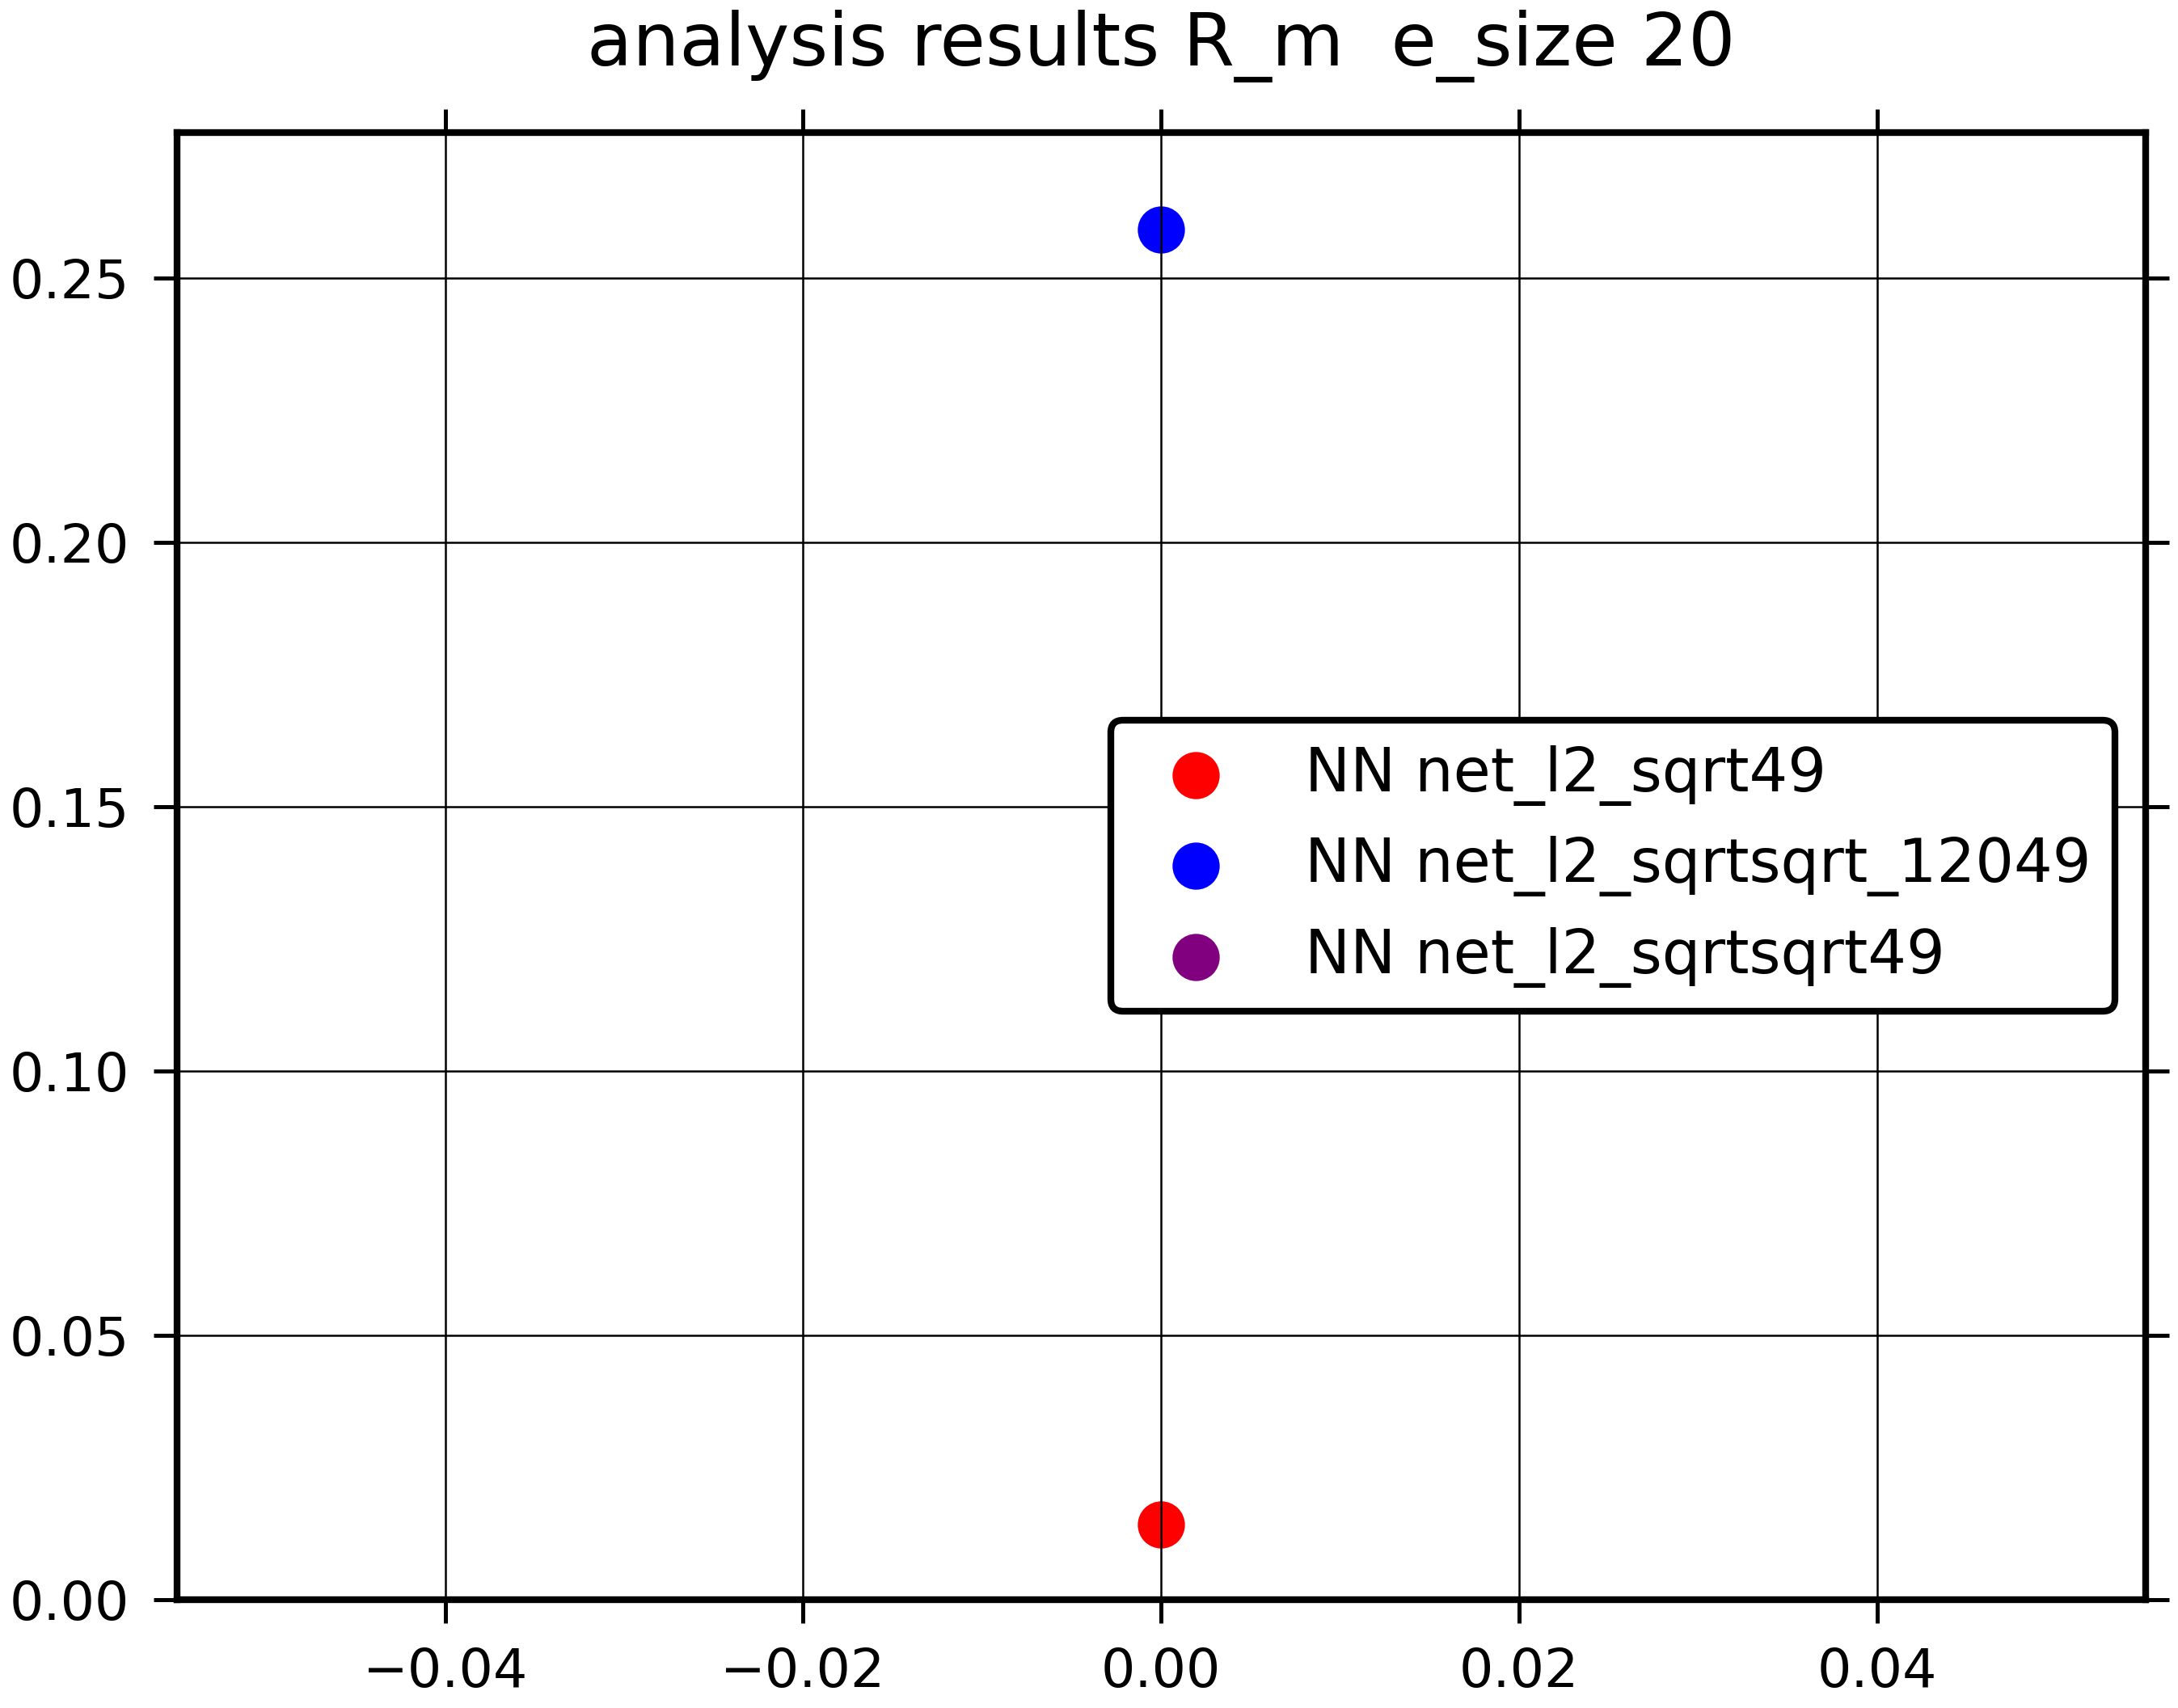 analysis results R_m  e_size 20
0.25
0.20
0.15
0.10
0.05
0.00
NN net_l2_sqrt49
NN net_l2_sqrtsqrt_12049
NN net_l2_sqrtsqrt49
−0.04 −0.02 0.00 0.02 0.04